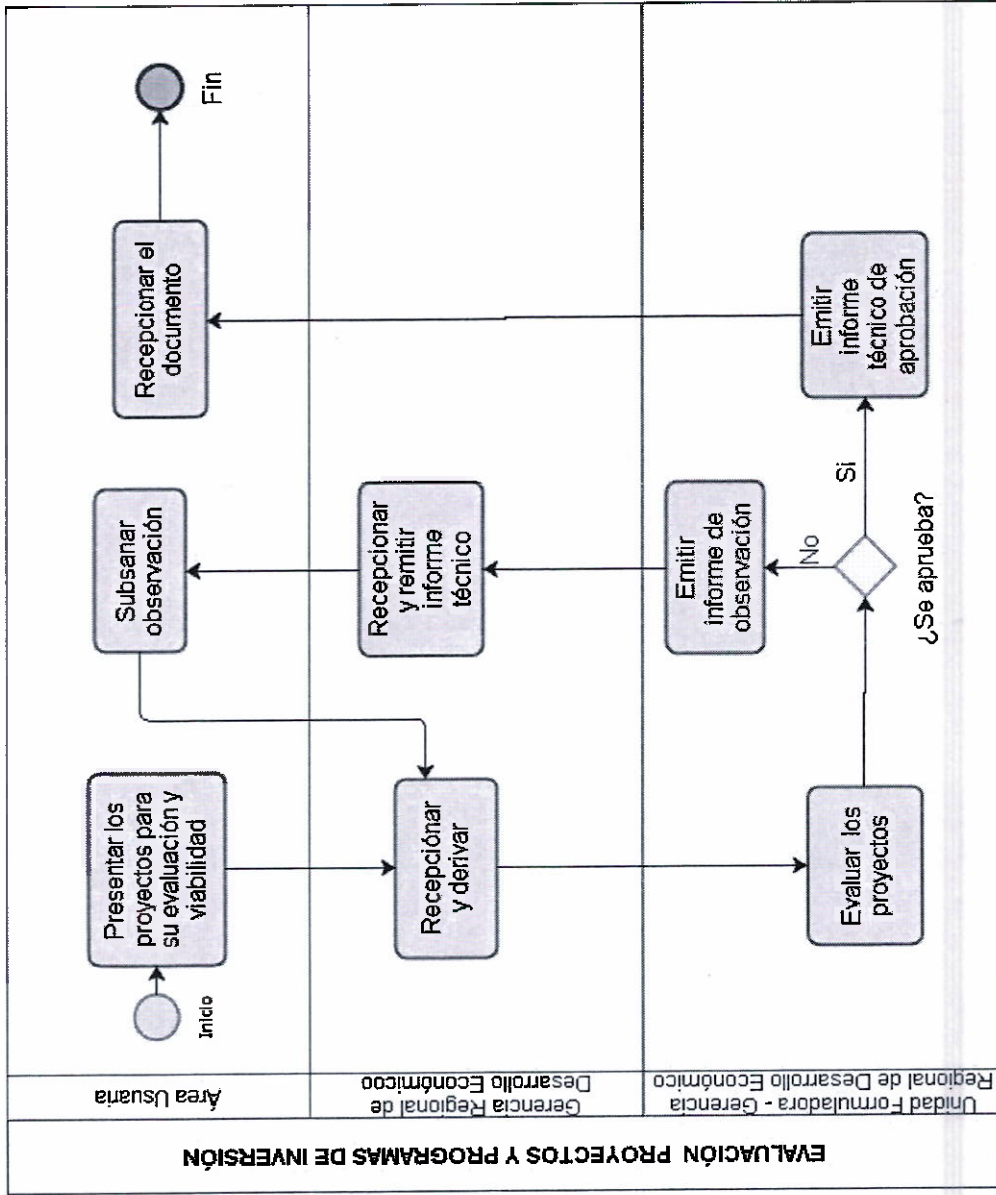 EVALUACIÓN PROYECTOS Y PROGRAMAS DE INVERSIÓN
Área Usuaria
Inicio
Presentar los
proyectos para
su evaluación y
viabilidad
Subsanar
observación
Recepcionar el
documento
Fin
Gerencia Regional de
Desarrollo Económicoo
Recepciónar
y derivar
Recepcionar
y remitir
informe
técnico
Unidad Formuladora - Gerencia
Regional de Desarrollo Económico
Evaluar los
proyectos
¿Se aprueba?
No
Si
Emitir
informe de
observación
Emitir
informe
técnico de
aprobación